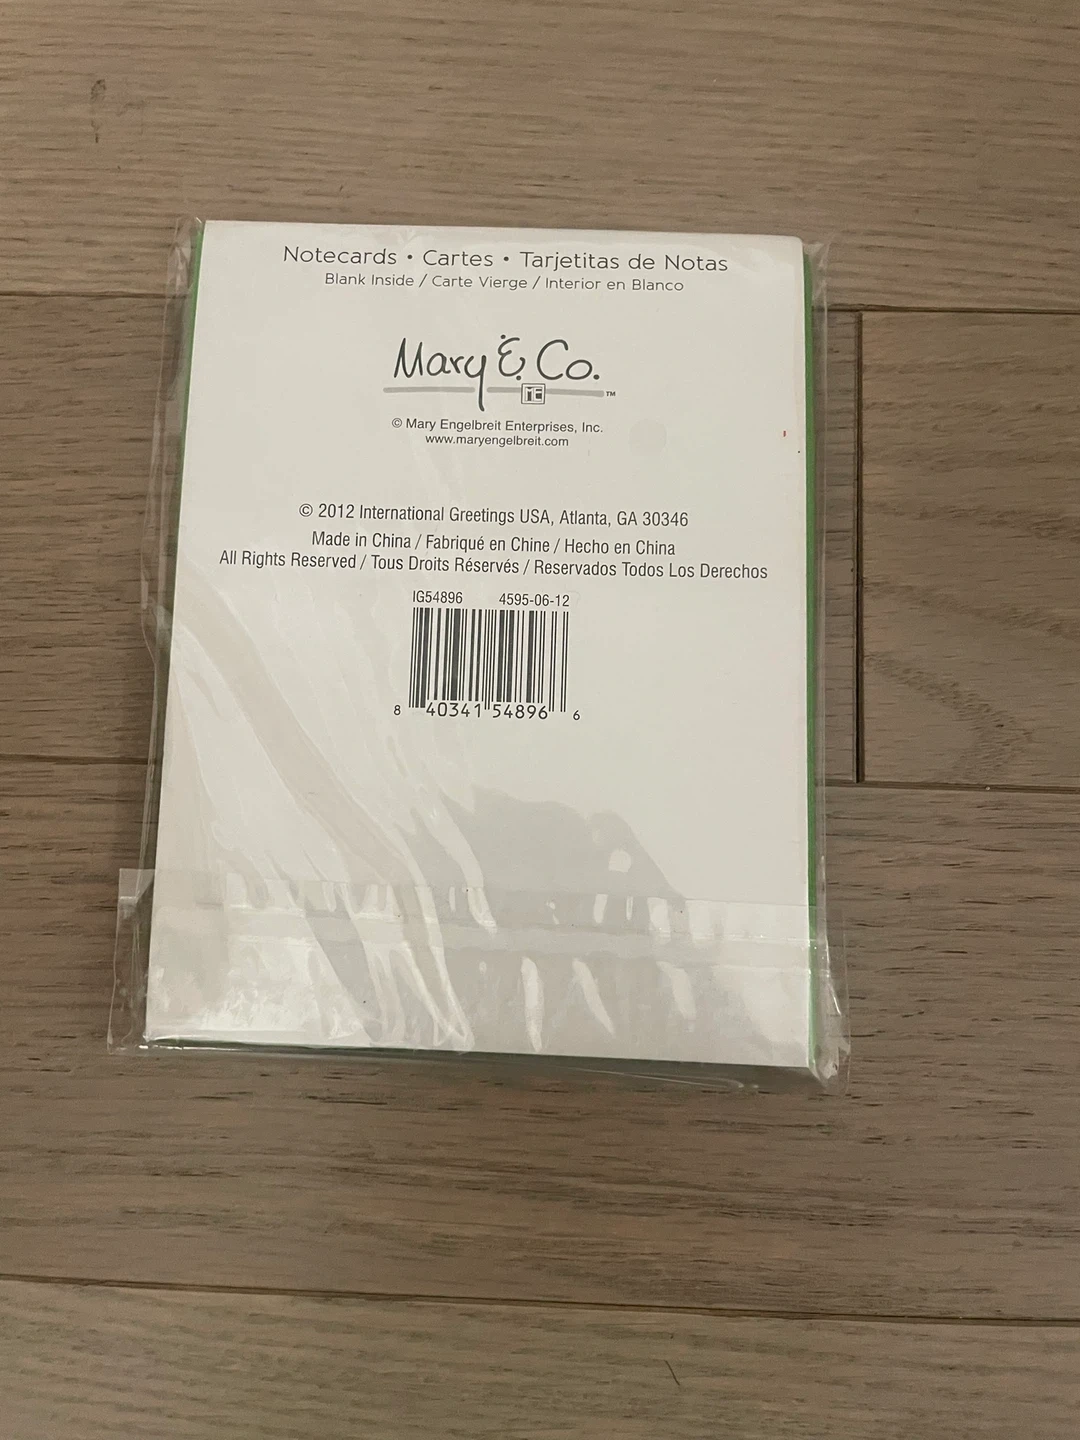 Notecards • Cartes • Tarjetitas de Notas
Blank Inside / Carte Vierge / Interior en Blanco
Mary & Co.
ME ™
© Mary Engelbreit Enterprises, Inc.
www.maryengelbreit.com
© 2012 International Greetings USA, Atlanta, GA 30346
Made in China / Fabriqué en Chine / Hecho en China
All Rights Reserved / Tous Droits Réservés / Reservados Todos Los Derechos
IG54896 4595-06-12
8 40341 54896 6